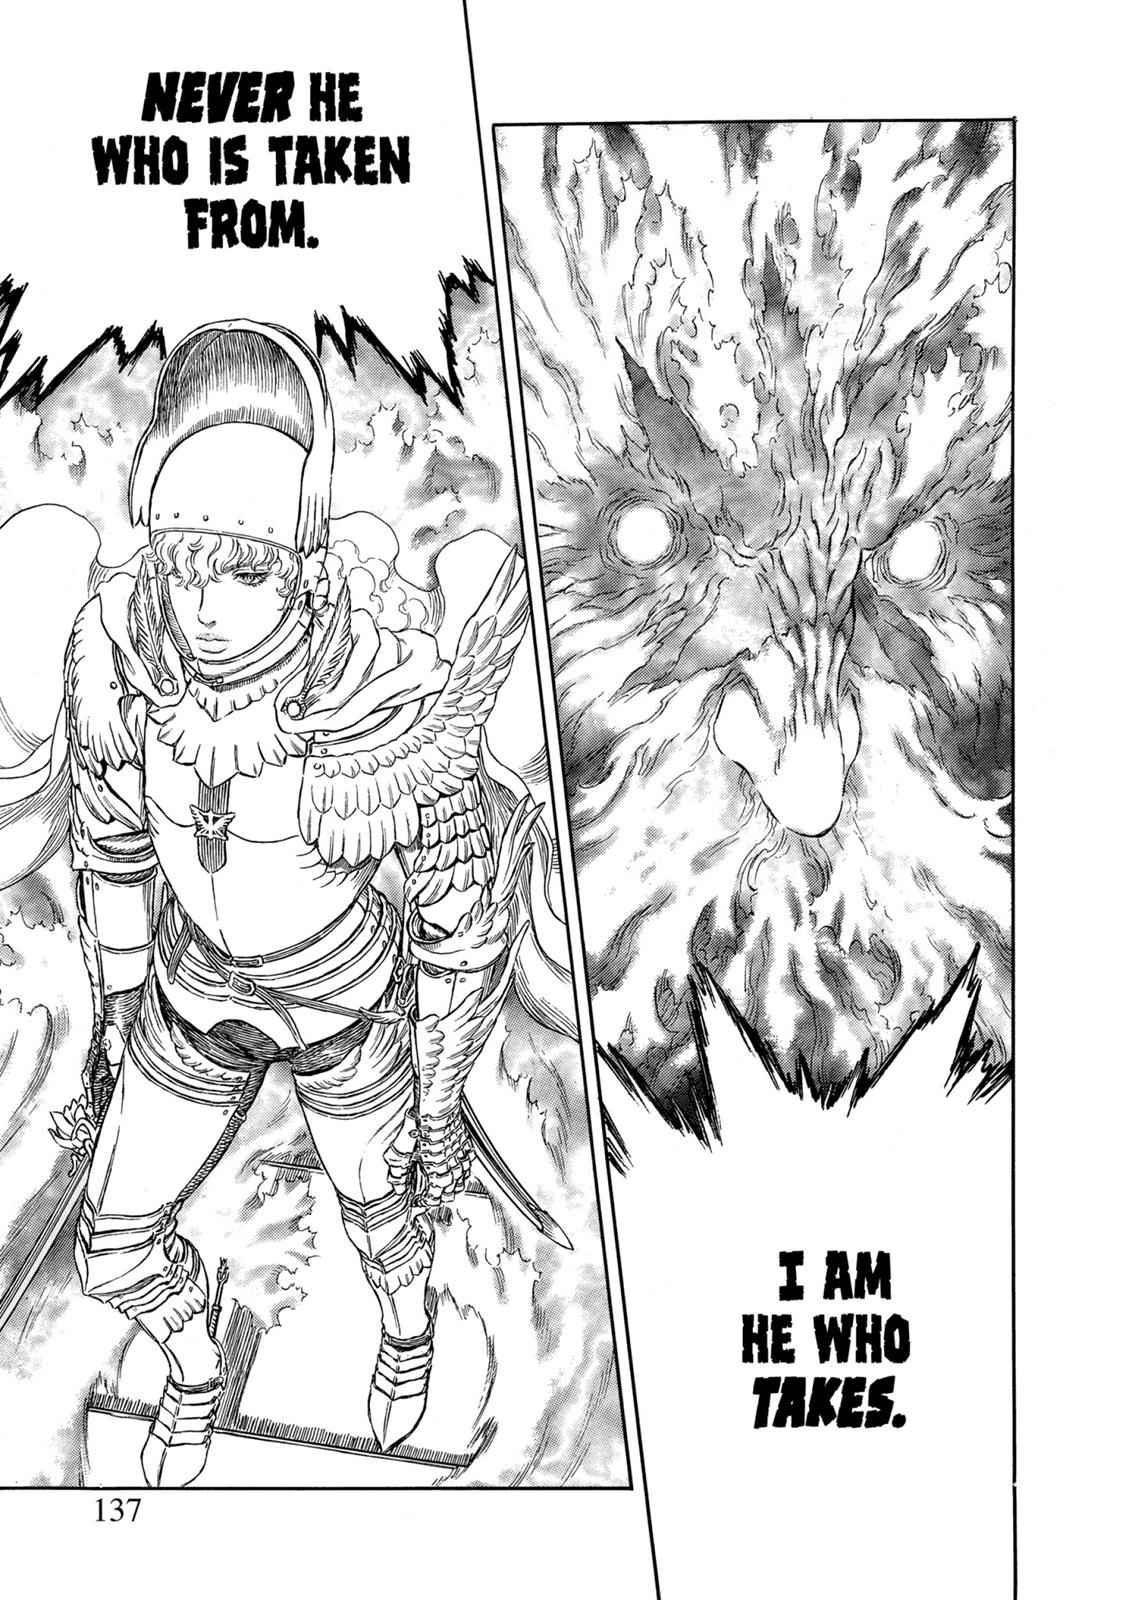 I AM
HE WHO
TAKES.
NEVER HE
WHO IS TAKEN
FROM.
137